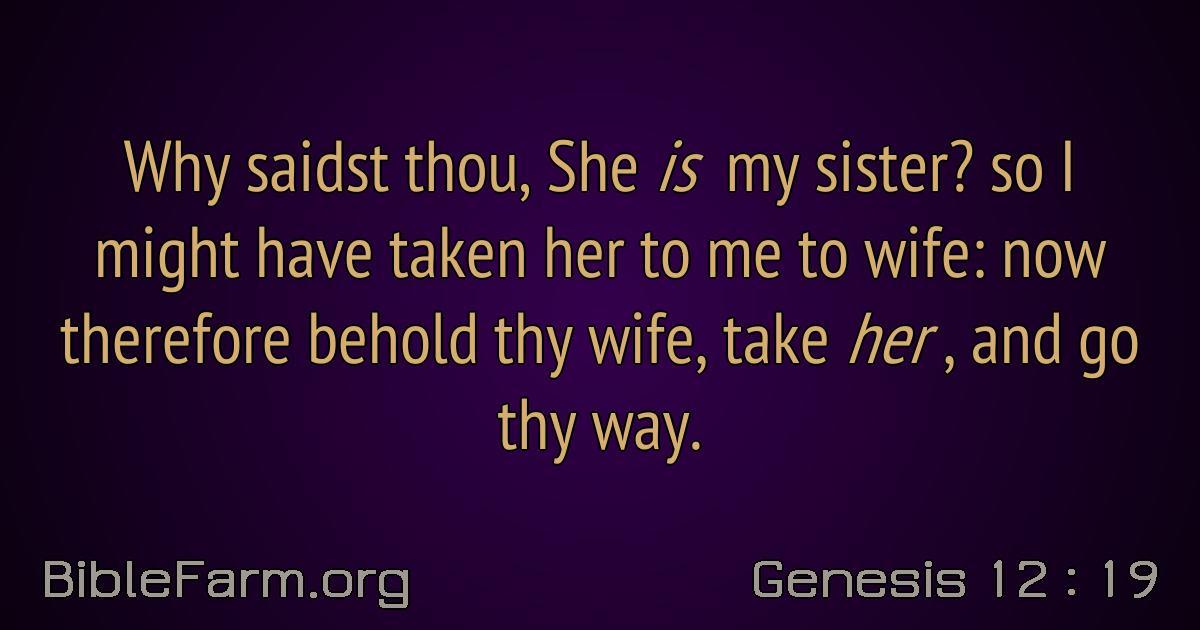 Why saidst thou, She is my sister? so I
might have taken her to me to wife: now
therefore behold thy wife, take her , and go
thy way.
BibleFarm.org
Genesis 12 : 19